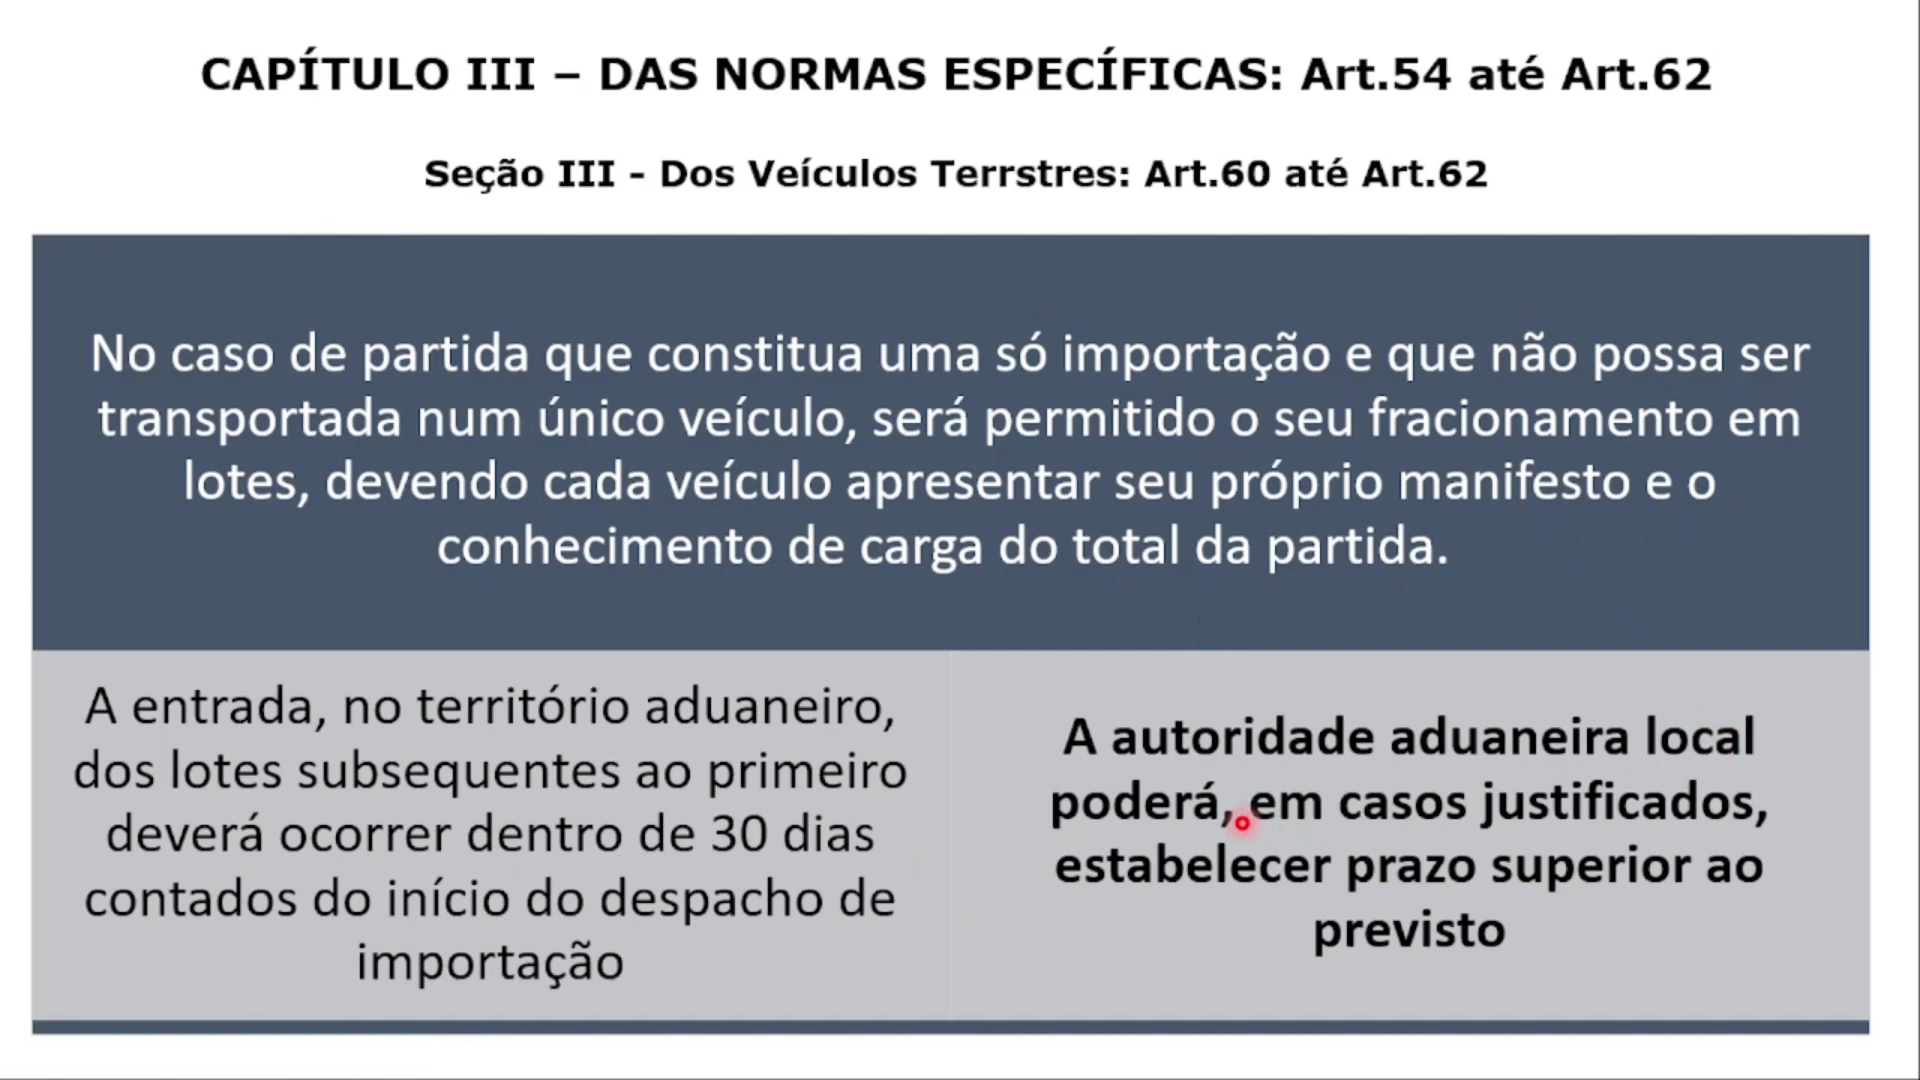 CAPÍTULO III – DAS NORMAS ESPECÍFICAS: Art.54 até Art.62
Seção III - Dos Veículos Terrstres: Art.60 até Art.62
No caso de partida que constitua uma só importação e que não possa ser
transportada num único veículo, será permitido o seu fracionamento em
lotes, devendo cada veículo apresentar seu próprio manifesto e o
conhecimento de carga do total da partida.
A entrada, no território aduaneiro,
dos lotes subsequentes ao primeiro
deverá ocorrer dentro de 30 dias
contados do início do despacho de
importação
A autoridade aduaneira local
poderá, em casos justificados,
estabelecer prazo superior ao
previsto